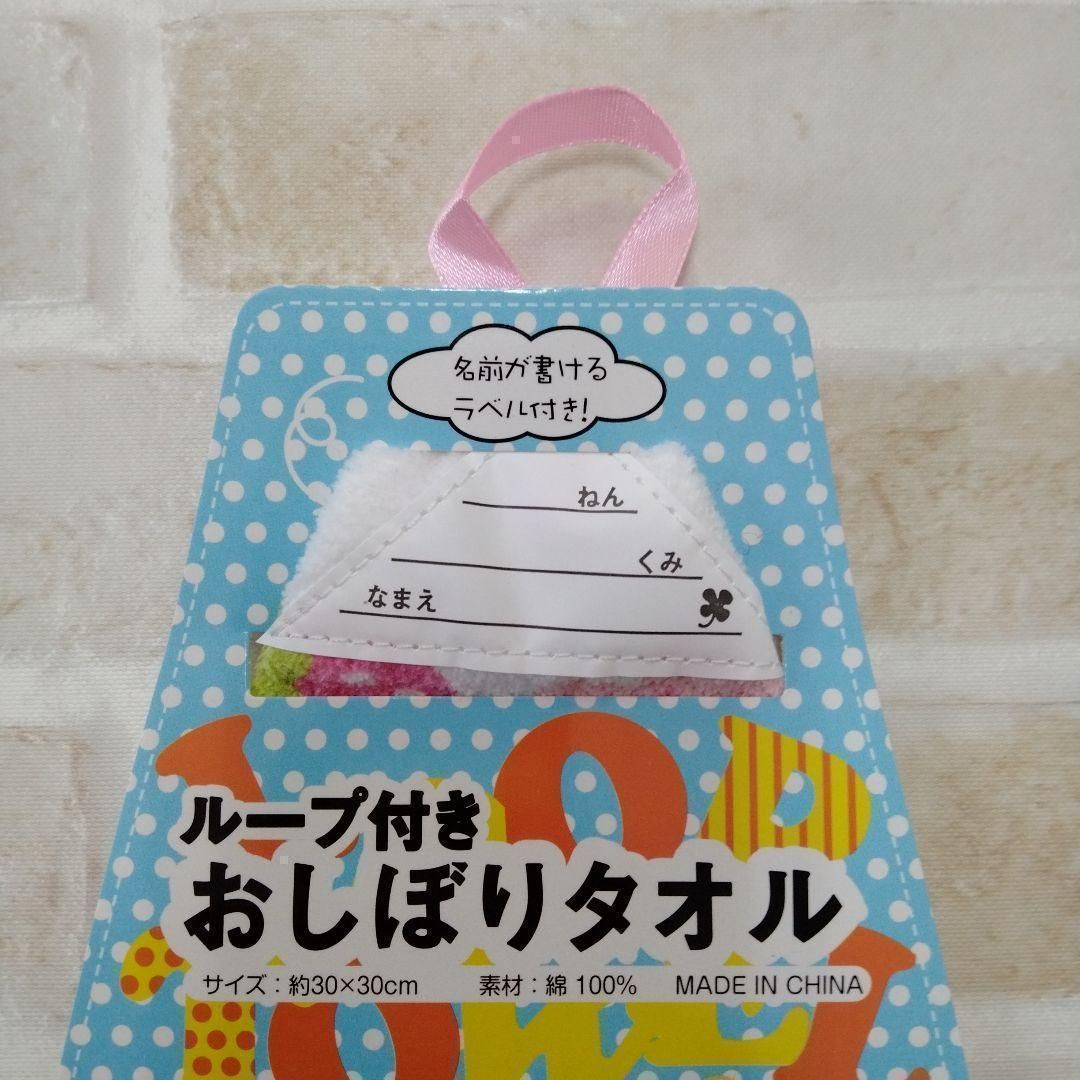 名前が書ける
ラベル付き!
ねん
くみ
なまえ
LOOP
ループ付き
おしぼりタオル
サイズ：約30×30cm 素材：綿 100% MADE IN CHINA
TOWEL